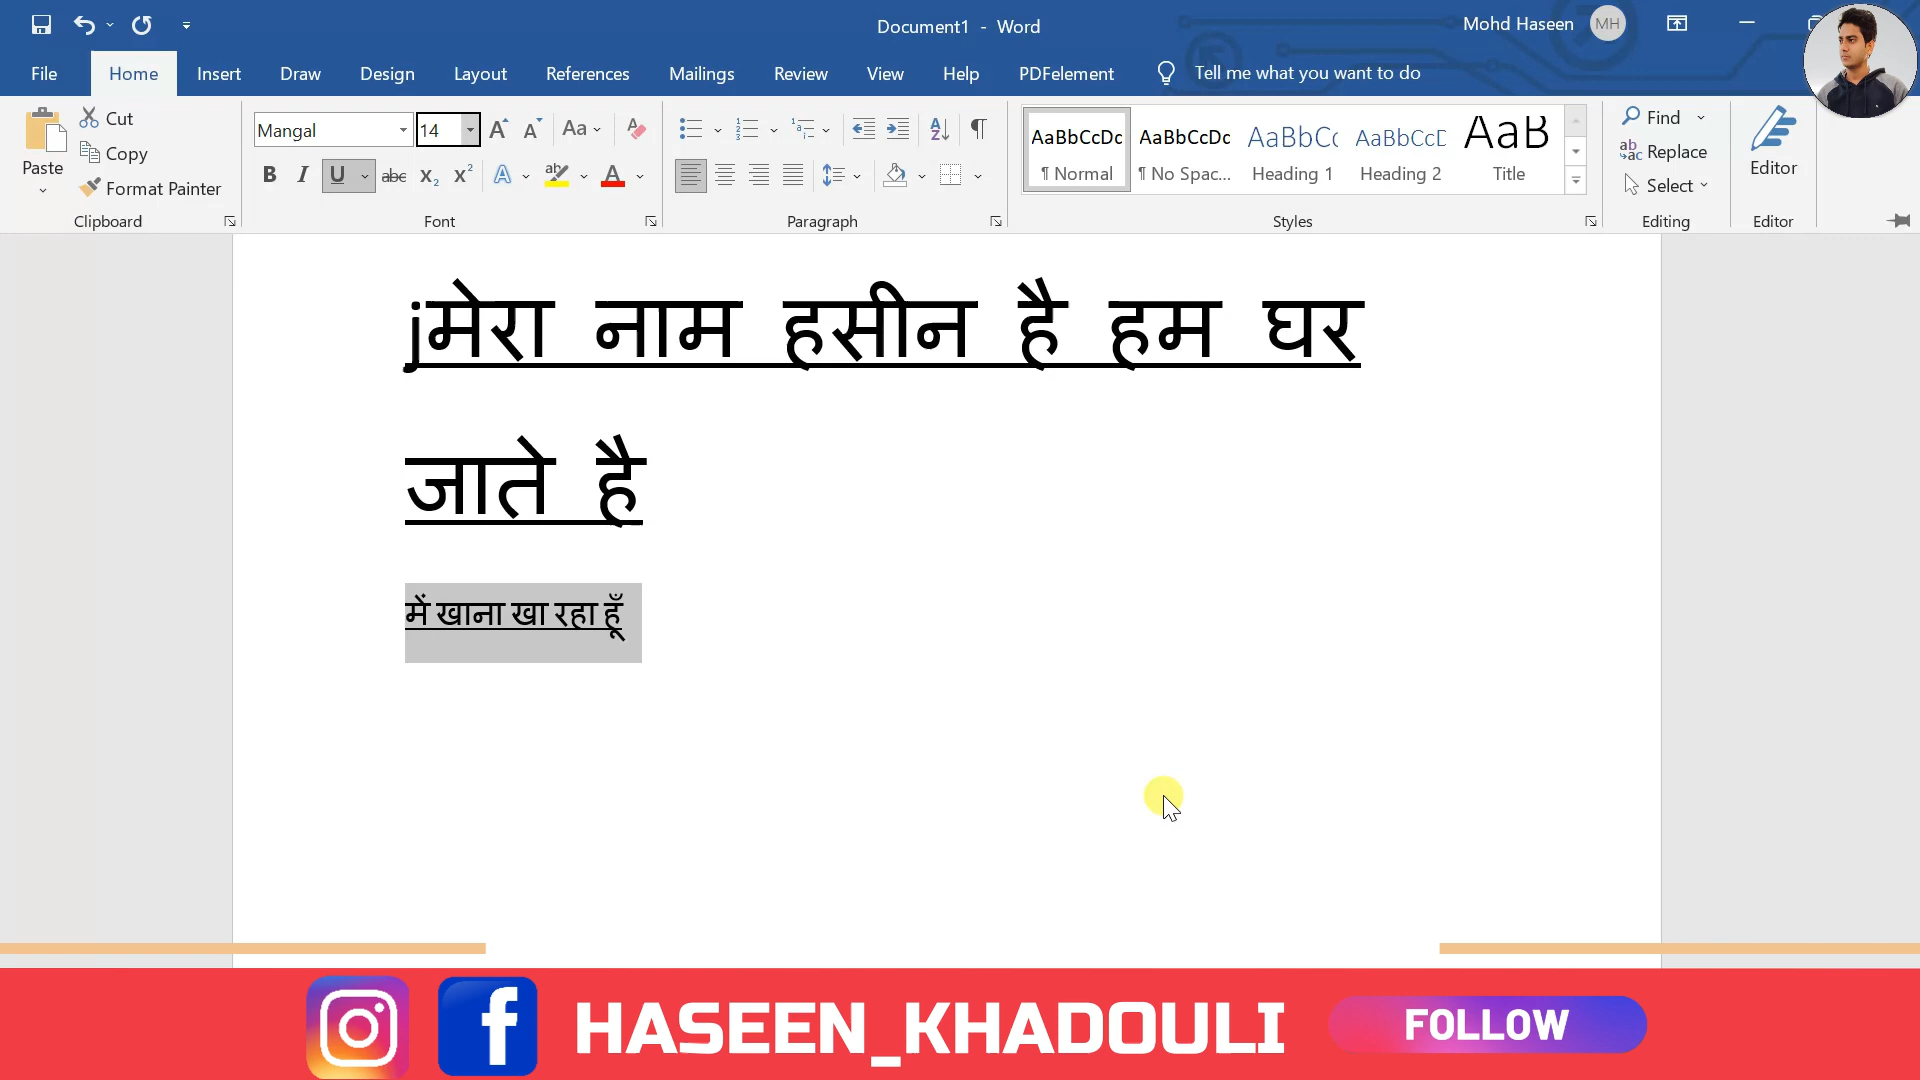 Document1 - Word
Mohd Haseen MH
File Home Insert Draw Design Layout References Mailings Review View Help PDFelement Tell me what you want to do
Paste
Cut
Copy
Format Painter
Clipboard
Mangal 14
Font
Paragraph
AaBbCcDc AaBbCcDc AaBbCc AaBbCcD AaB
¶ Normal ¶ No Spac... Heading 1 Heading 2 Title
Styles
Find
Replace
Select
Editing
Editor
Editor
jमेरा नाम हसीन है हम घर
जाते है
में खाना खा रहा हूँ
HASEEN_KHADOULI FOLLOW